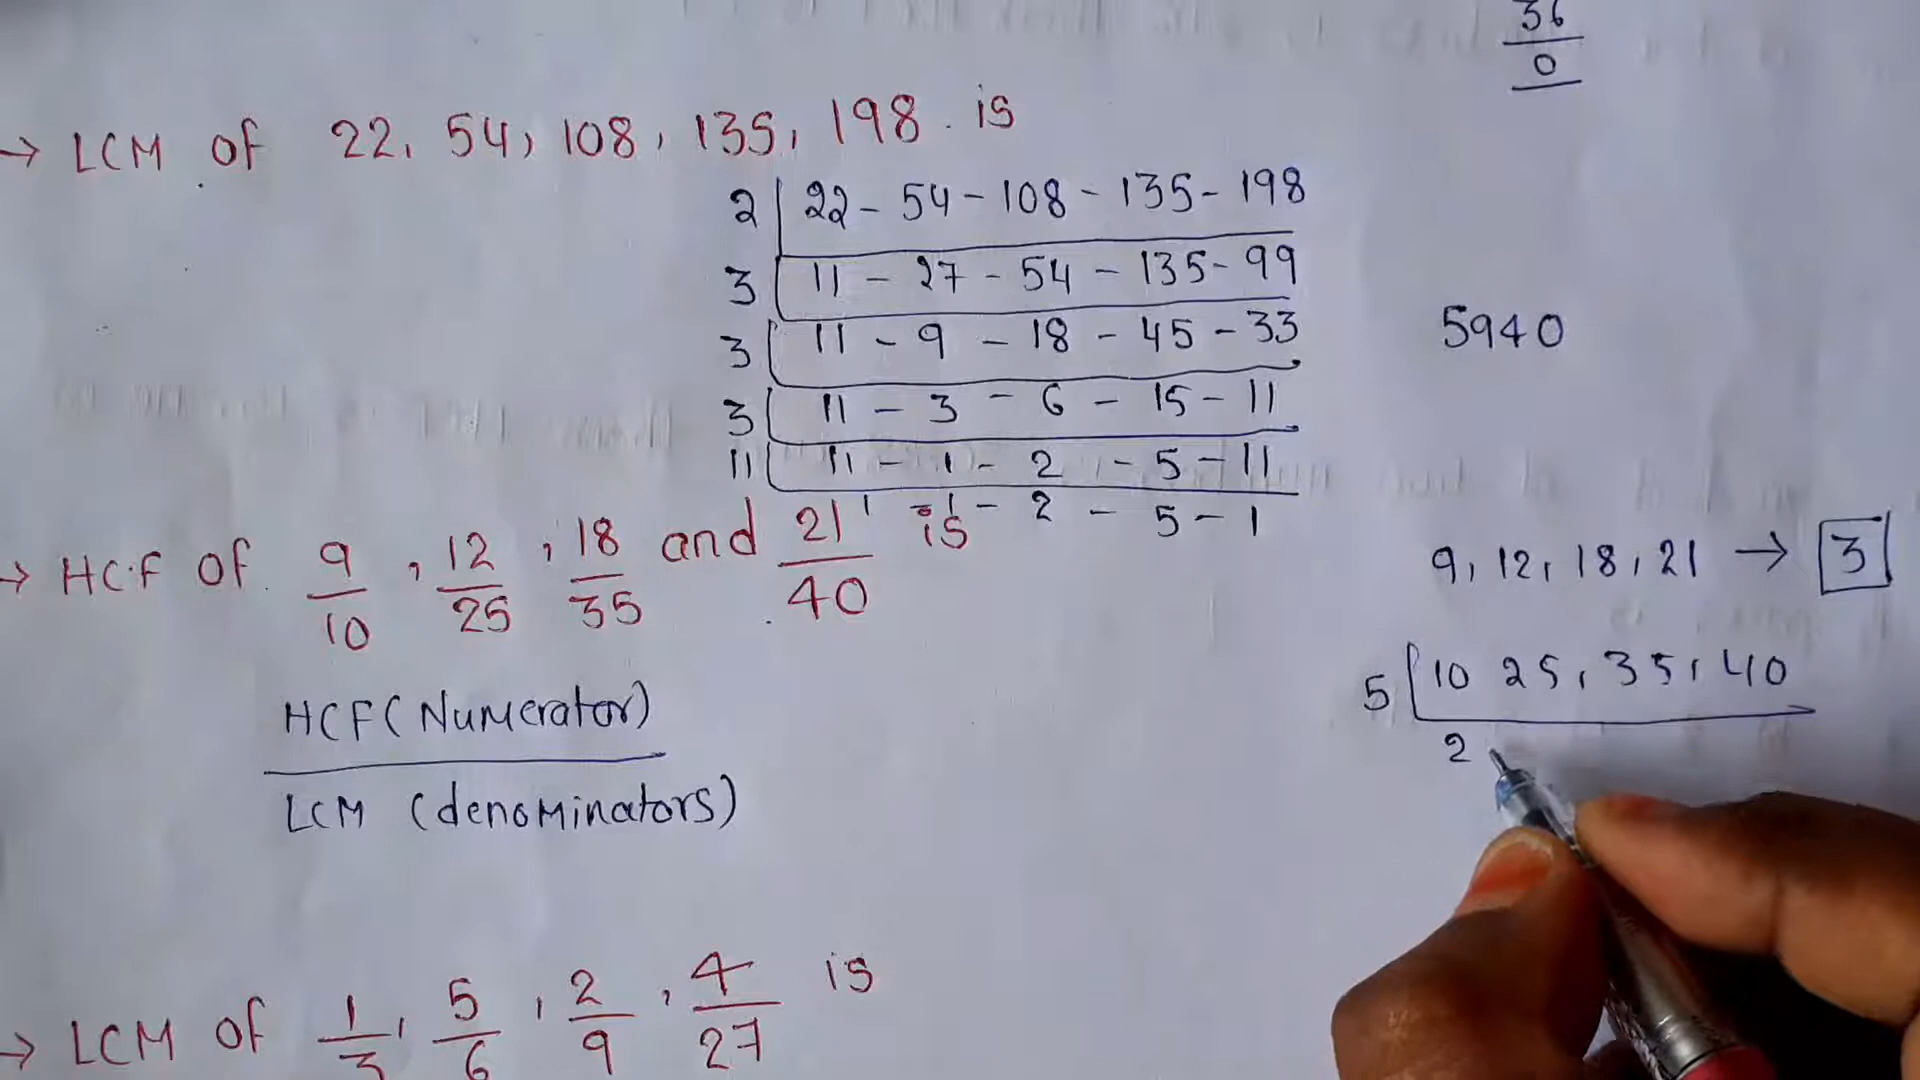 36
0
→ LCM of 22, 54, 108, 135, 198 is
2 22 - 54 - 108 - 135 - 198
3 11 - 27 - 54 - 135 - 99
3 11 - 9 - 18 - 45 - 33
3 11 - 3 - 6 - 15 - 11
11 11 - 1 - 2 - 5 - 11
1 - 1 - 2 - 5 - 1
5940
→ H.C.F of 9/10, 12/25, 18/35 and 21/40 is
HCF (Numerator)
LCM (denominators)
9, 12, 18, 21 → 3
5 10 25, 35, 40
2
→ LCM of 1/3, 5/6, 2/9, 4/27 is